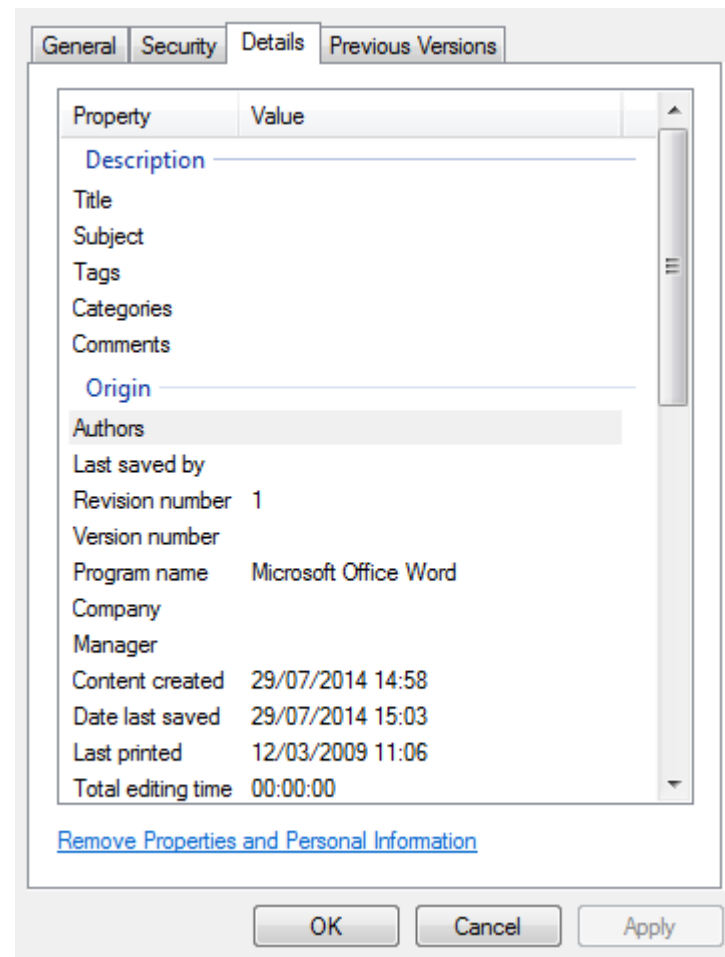 General Security Details Previous Versions
Property Value
Description
Title
Subject
Tags
Categories
Comments
Origin
Authors
Last saved by
Revision number 1
Version number
Program name Microsoft Office Word
Company
Manager
Content created 29/07/2014 14:58
Date last saved 29/07/2014 15:03
Last printed 12/03/2009 11:06
Total editing time 00:00:00
Remove Properties and Personal Information
OK Cancel Apply